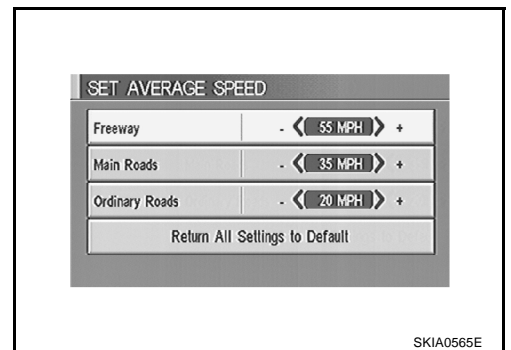 SET AVERAGE SPEED
Freeway - 55 MPH +
Main Roads - 35 MPH +
Ordinary Roads - 20 MPH +
Return All Settings to Default
SKIA0565E